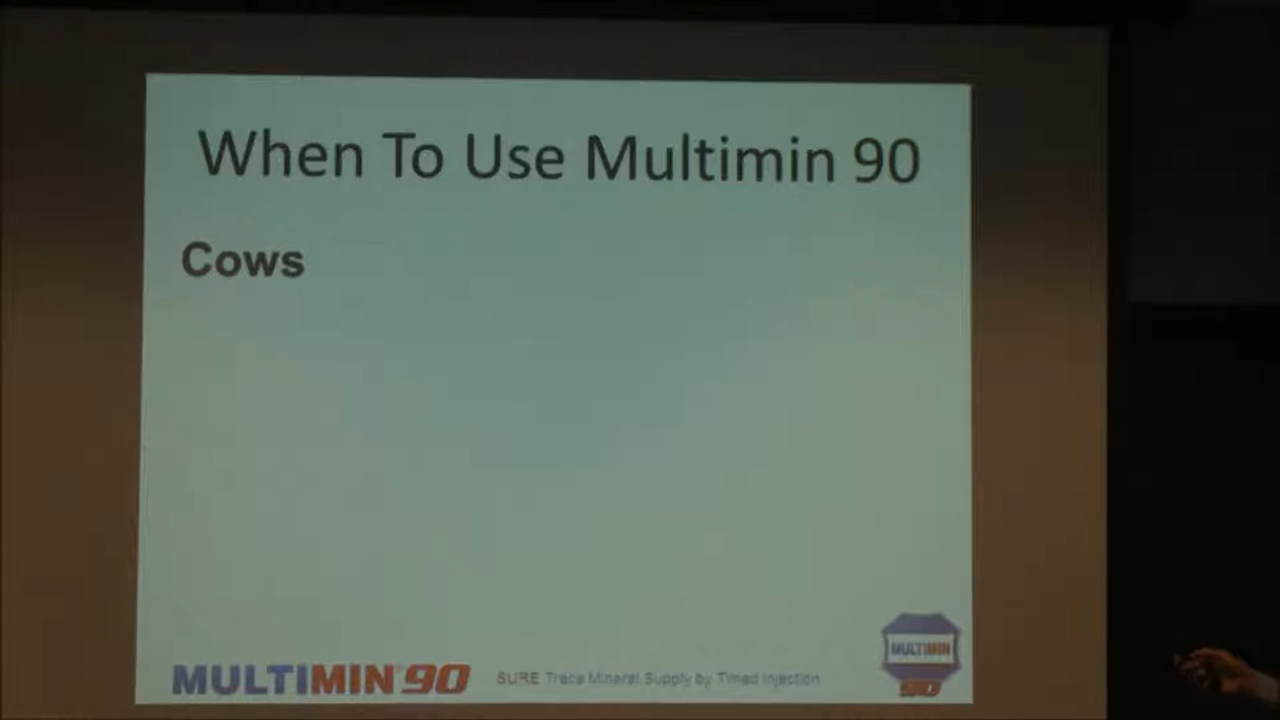 When To Use Multimin 90
Cows
MULTIMIN®90
SURE Trace Mineral Supply by Timed Injection
MULTIMIN
90